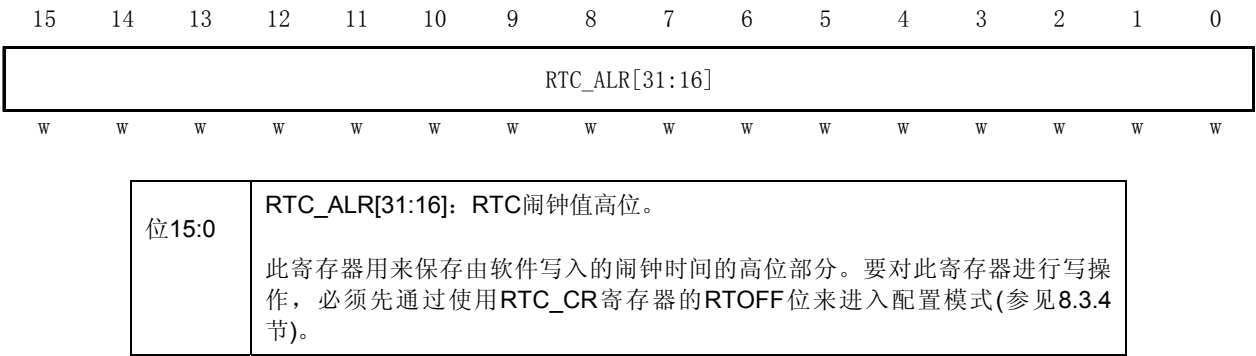 15 14 13 12 11 10 9 8 7 6 5 4 3 2 1 0
RTC_ALR[31:16]
w w w w w w w w w w w w w w w w
位15:0
RTC_ALR[31:16]：RTC闹钟值高位。
此寄存器用来保存由软件写入的闹钟时间的高位部分。要对此寄存器进行写操
作，必须先通过使用RTC_CR寄存器的RTOFF位来进入配置模式(参见8.3.4
节)。